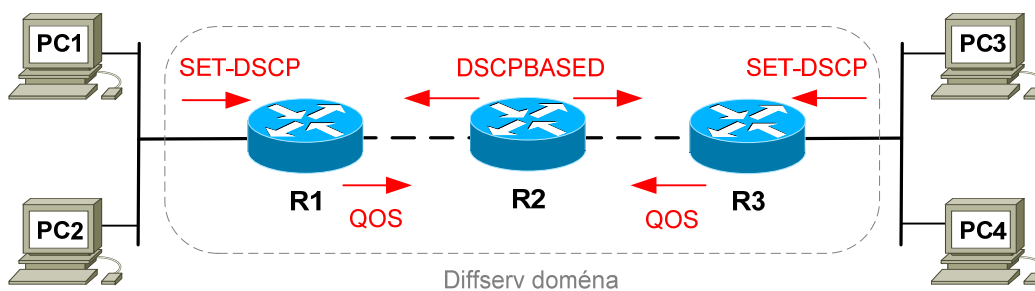 PC1
PC3
SET-DSCP
DSCPBASED
SET-DSCP
R1
R2
R3
QOS
QOS
PC2
PC4
Diffserv doména